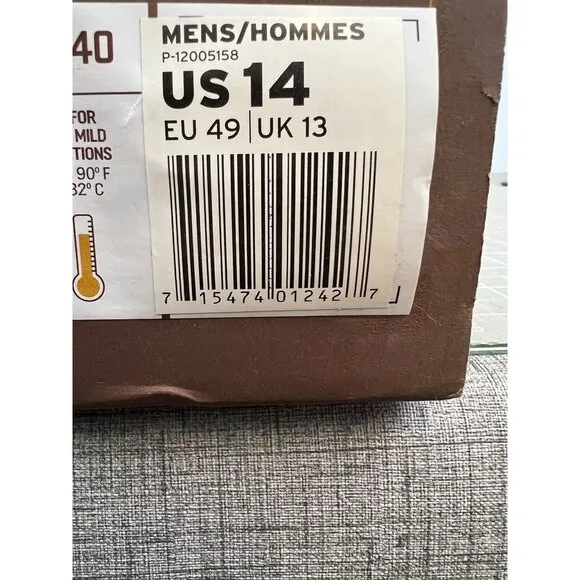 40
FOR
MILD
TIONS
90° F
32° C
MENS/HOMMES
P-12005158
US 14
EU 49 | UK 13
7 15474 01242 7